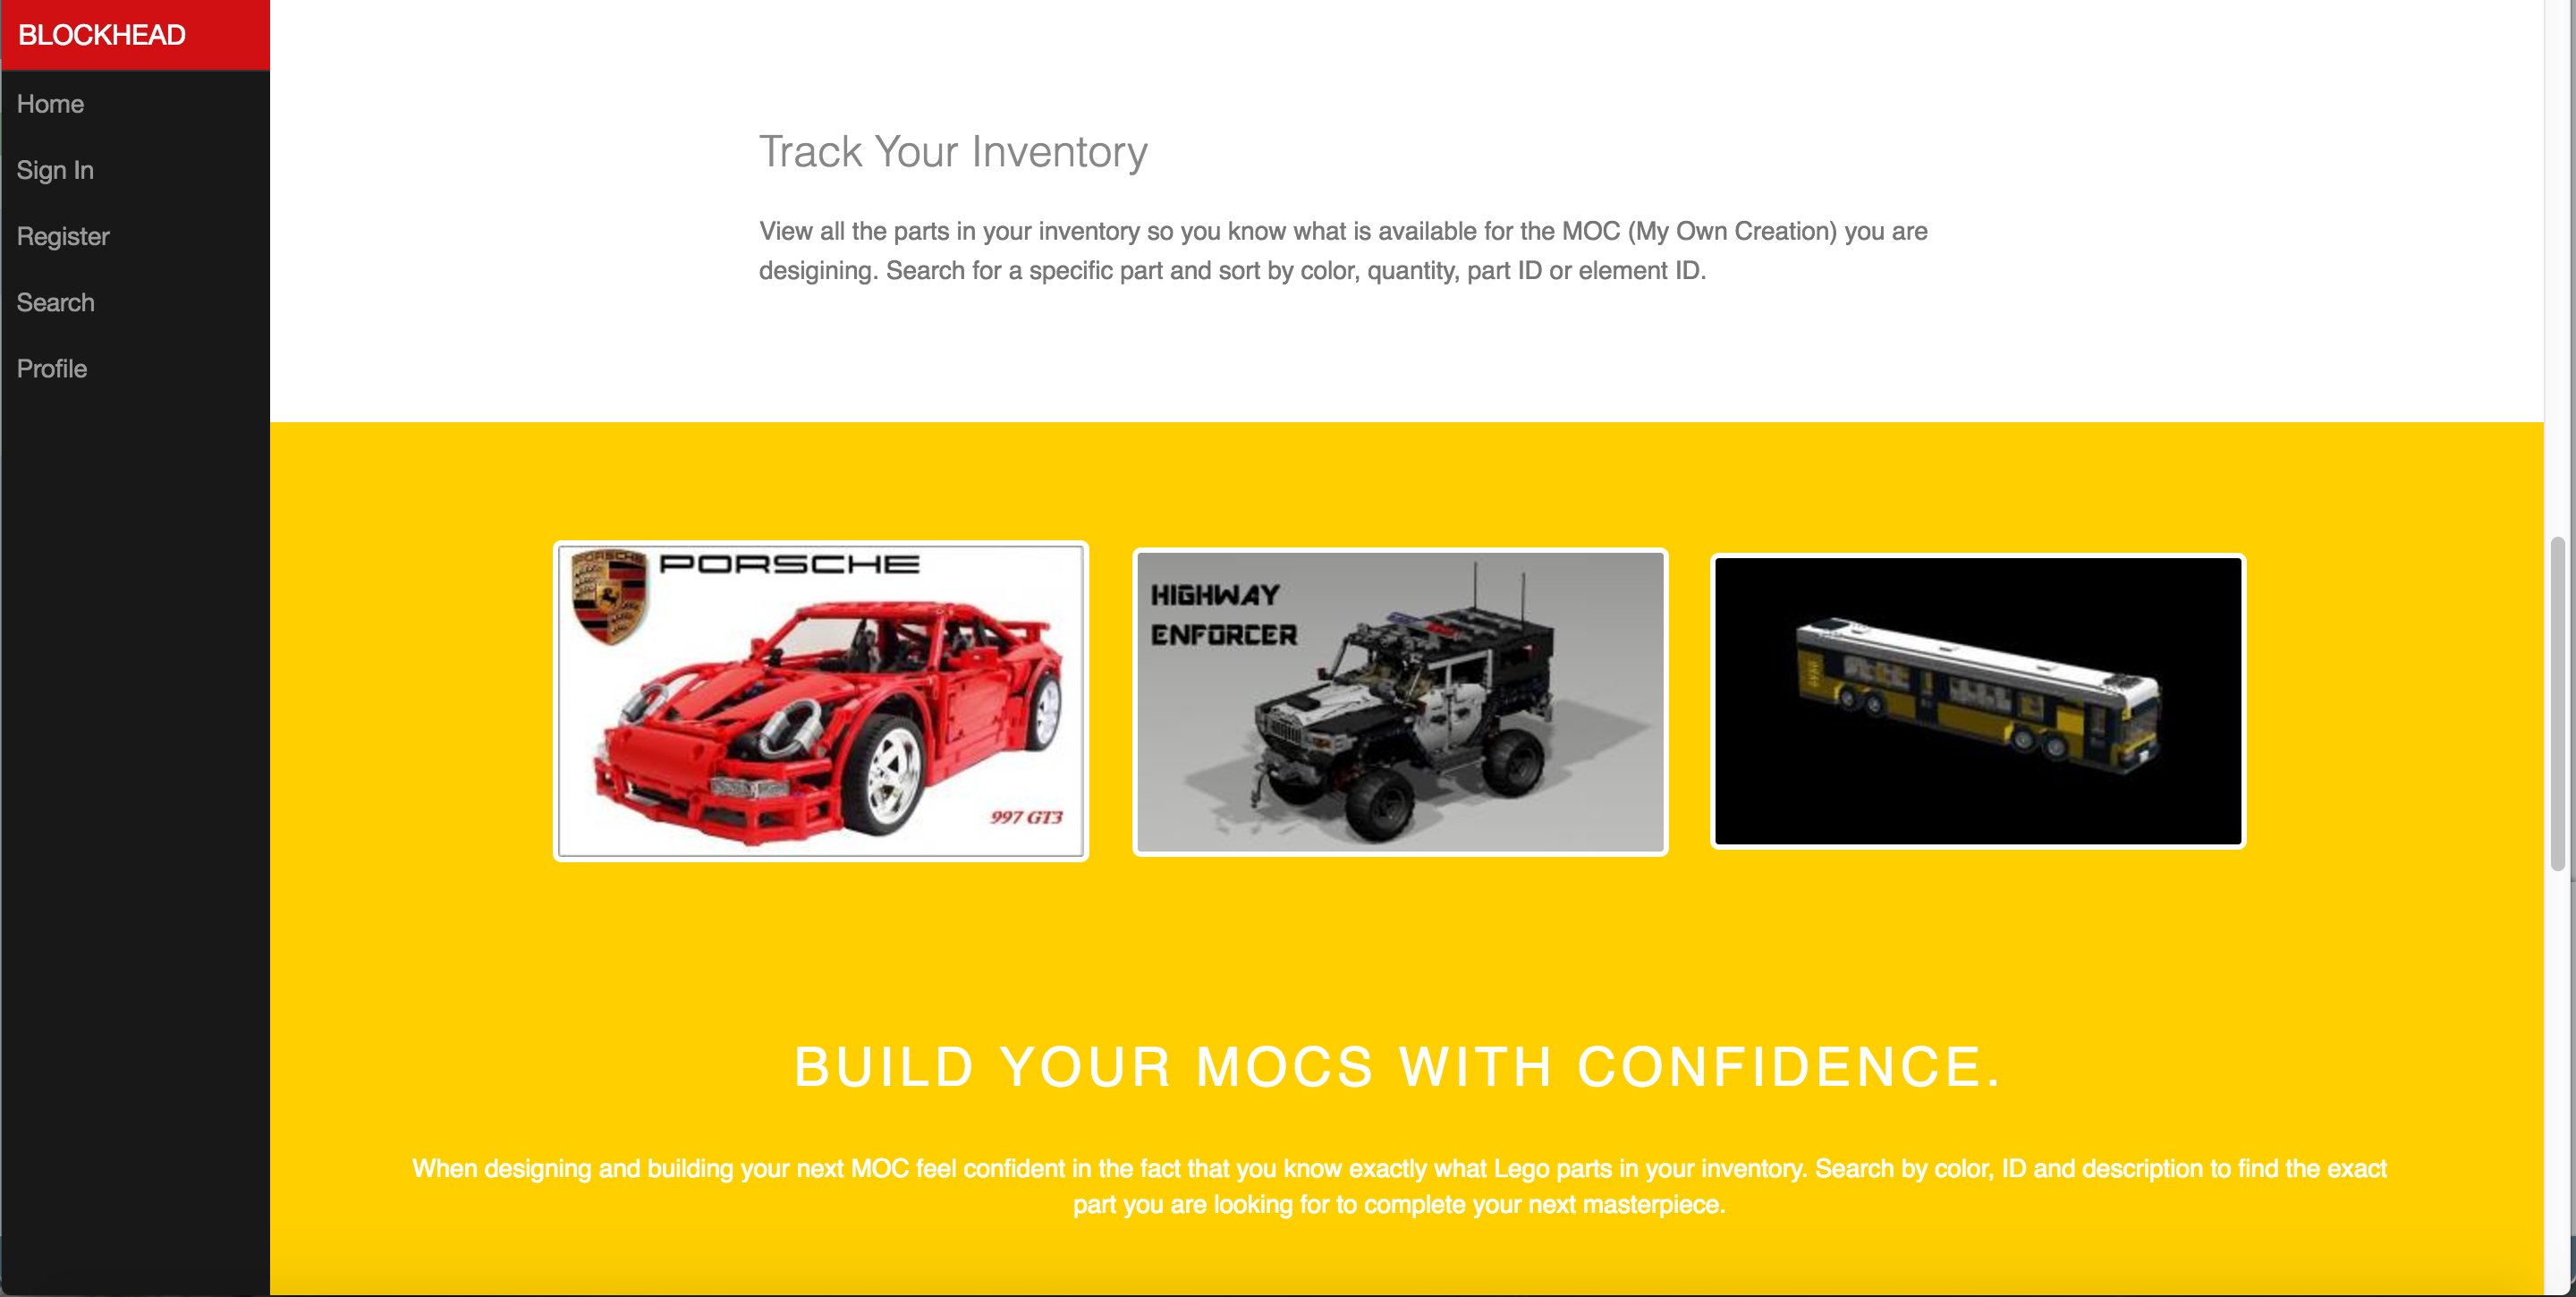 BLOCKHEAD
Home
Sign In
Register
Search
Profile
Track Your Inventory
View all the parts in your inventory so you know what is available for the MOC (My Own Creation) you are
desigining. Search for a specific part and sort by color, quantity, part ID or element ID.
PORSCHE
PORSCHE
997 GT3
HIGHWAY
ENFORCER
BUILD YOUR MOCS WITH CONFIDENCE.
When designing and building your next MOC feel confident in the fact that you know exactly what Lego parts in your inventory. Search by color, ID and description to find the exact
part you are looking for to complete your next masterpiece.